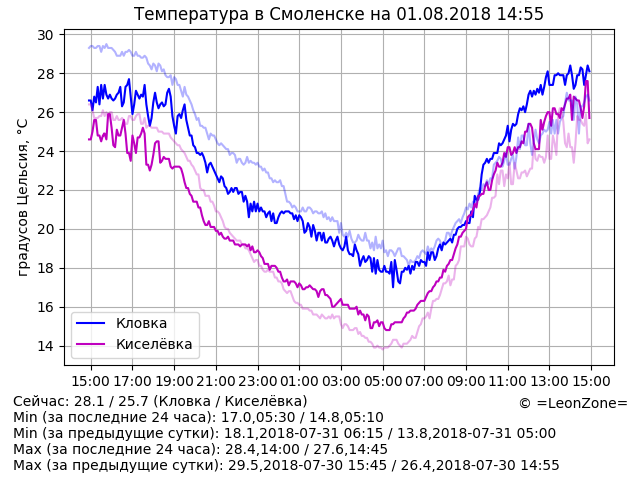 Температура в Смоленске на 01.08.2018 14:55
градусов Цельсия, °C
30
28
26
24
22
20
18
16
14
Кловка
Киселёвка
15:00 17:00 19:00 21:00 23:00 01:00 03:00 05:00 07:00 09:00 11:00 13:00 15:00
Сейчас: 28.1 / 25.7 (Кловка / Киселёвка)
© =LeonZone=
Min (за последние 24 часа): 17.0,05:30 / 14.8,05:10
Min (за предыдущие сутки): 18.1,2018-07-31 06:15 / 13.8,2018-07-31 05:00
Max (за последние 24 часа): 28.4,14:00 / 27.6,14:45
Max (за предыдущие сутки): 29.5,2018-07-30 15:45 / 26.4,2018-07-30 14:55